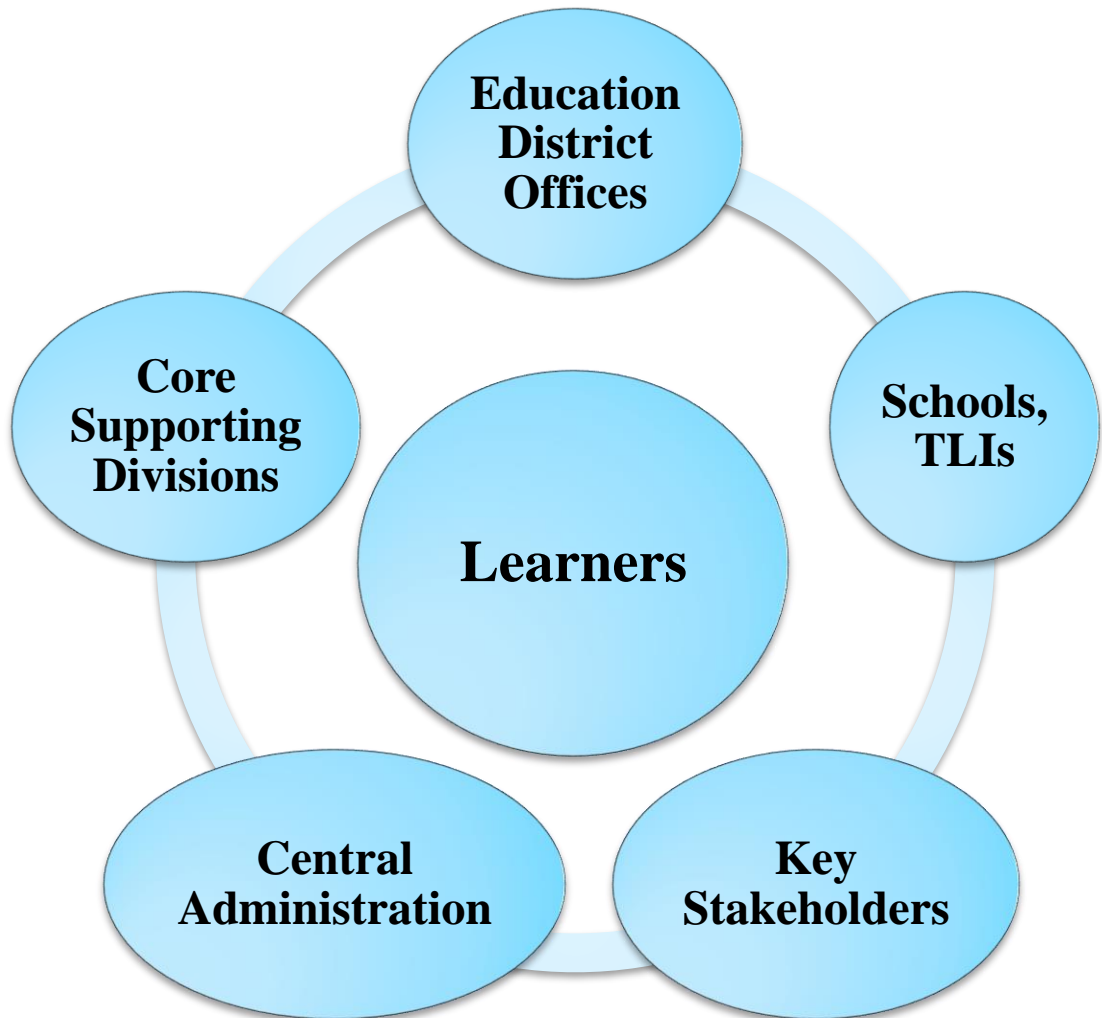 Education
District
Offices
Core
Supporting
Divisions
Schools,
TLIs
Learners
Central
Administration
Key
Stakeholders